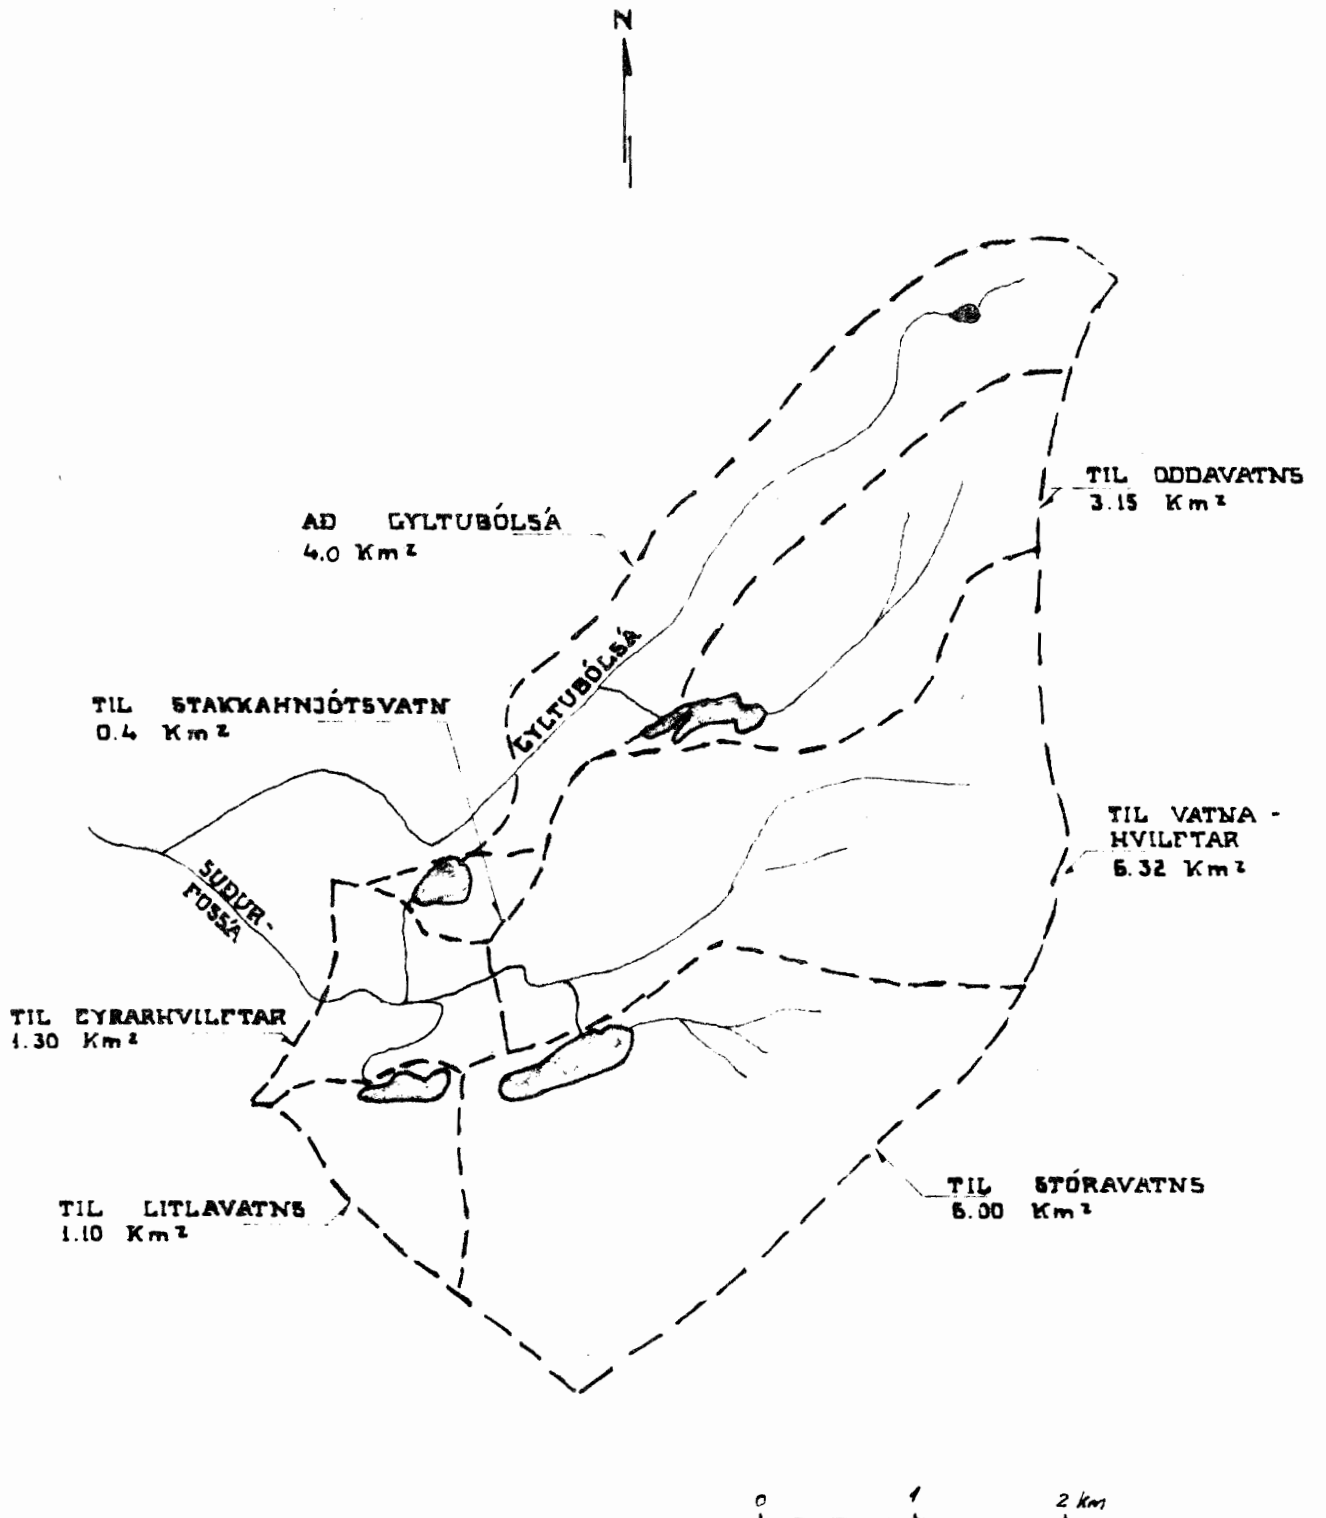 N
TIL ODDAVATNS
3.15 Km²
AÐ GYLTUBÓLSÁ
4.0 Km²
GYLTUBÓLSÁ
TIL STAKKAHNJÓTSVATN
0.4 Km²
TIL VATNA -
HVILFTAR
6.32 Km²
SUÐUR-
FOSSÁ
TIL EYRARHVILFTAR
1.30 Km²
TIL STÓRAVATNS
6.00 Km²
TIL LITLAVATNS
1.10 Km²
0 1 2 km